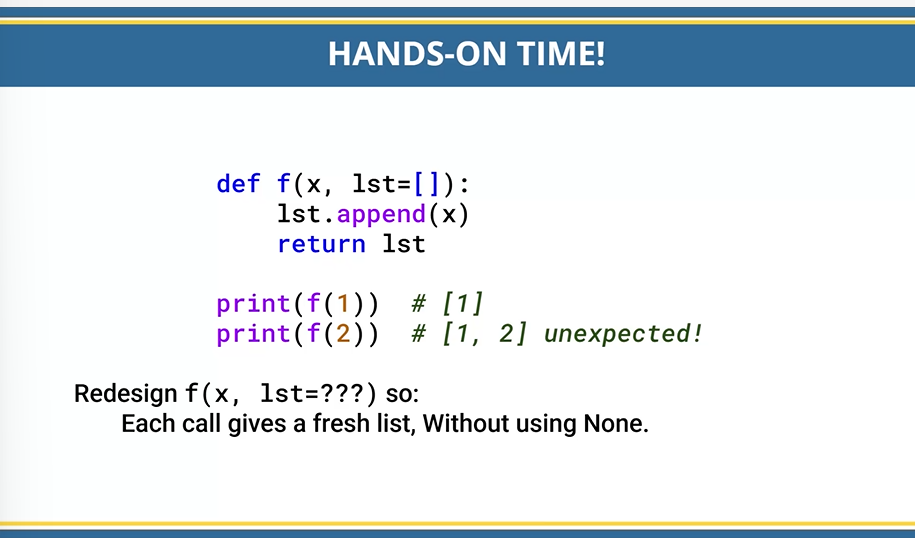 HANDS-ON TIME!
def f(x, lst=[]):
    lst.append(x)
    return lst
print(f(1))  # [1]
print(f(2))  # [1, 2] unexpected!
Redesign f(x, lst=???) so:
Each call gives a fresh list, Without using None.